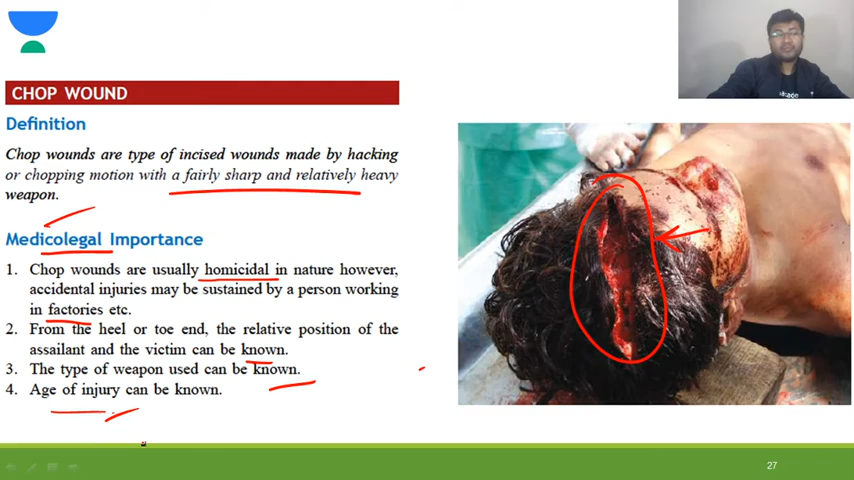 CHOP WOUND
Definition
Chop wounds are type of incised wounds made by hacking
or chopping motion with a fairly sharp and relatively heavy
weapon.
Medicolegal Importance
1. Chop wounds are usually homicidal in nature however,
accidental injuries may be sustained by a person working
in factories etc.
2. From the heel or toe end, the relative position of the
assailant and the victim can be known.
3. The type of weapon used can be known.
4. Age of injury can be known.
27